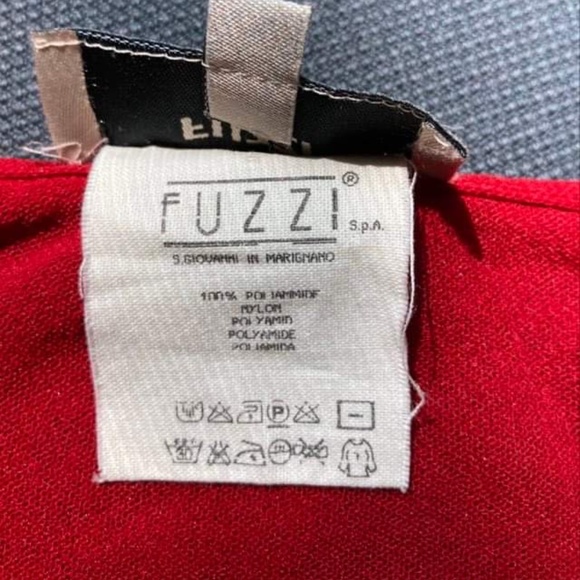 FUZZI®
S.p.A.
S.GIOVANNI IN MARIGNANO
100% POLIAMMIDE
NYLON
POLYAMID
POLYAMIDE
POLIAMIDA
P